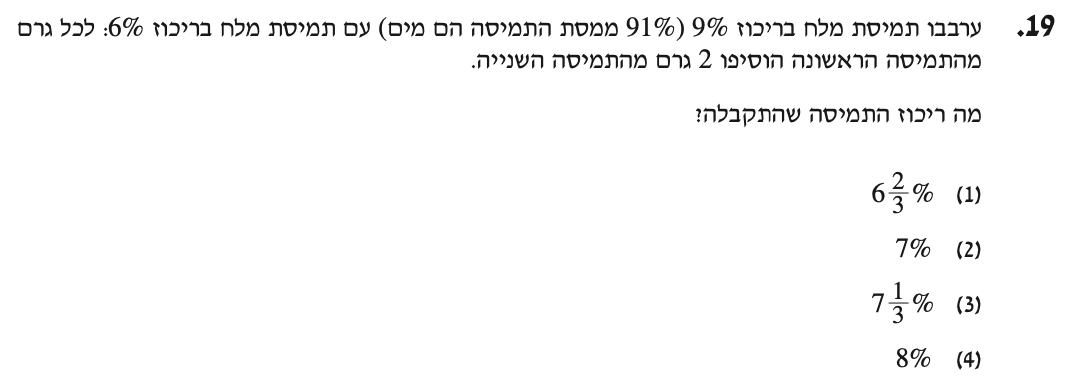 19. ערבבו תמיסת מלח בריכוז 9% (91% ממסת התמיסה הם מים) עם תמיסת מלח בריכוז 6%: לכל גרם
מהתמיסה הראשונה הוסיפו 2 גרם מהתמיסה השנייה.
מה ריכוז התמיסה שהתקבלה?
(1) 6 2/3 %
(2) 7%
(3) 7 1/3 %
(4) 8%